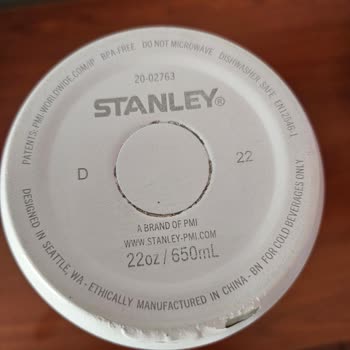 PATENTS: PMI-WORLDWIDE.COM/IP BPA-FREE DO NOT MICROWAVE DISHWASHER SAFE EN12546-1
20-02763
STANLEY®
D 22
A BRAND OF PMI
WWW.STANLEY-PMI.COM
22oz / 650mL
DESIGNED IN SEATTLE, WA - ETHICALLY MANUFACTURED IN CHINA - BN FOR COLD BEVERAGES ONLY